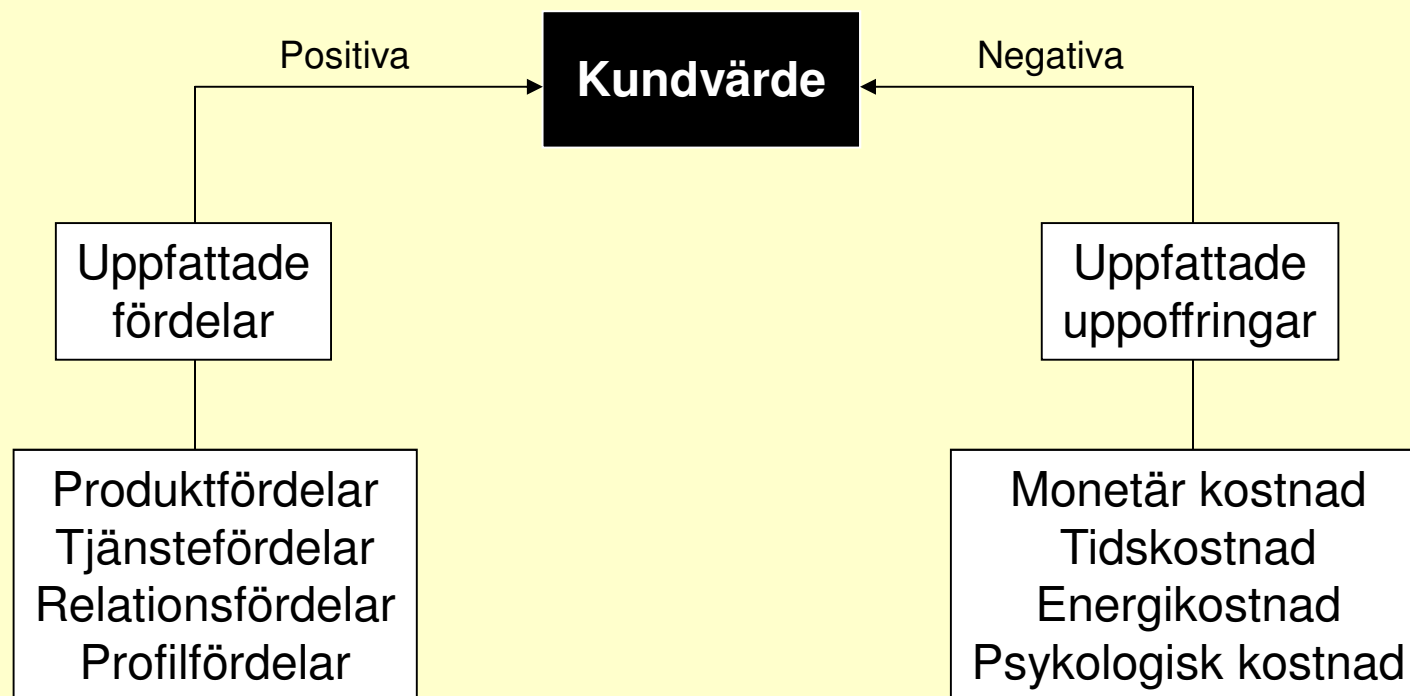 Positiva
Kundvärde
Negativa
Uppfattade
fördelar
Uppfattade
uppoffringar
Produktfördelar
Tjänstefördelar
Relationsfördelar
Profilfördelar
Monetär kostnad
Tidskostnad
Energikostnad
Psykologisk kostnad